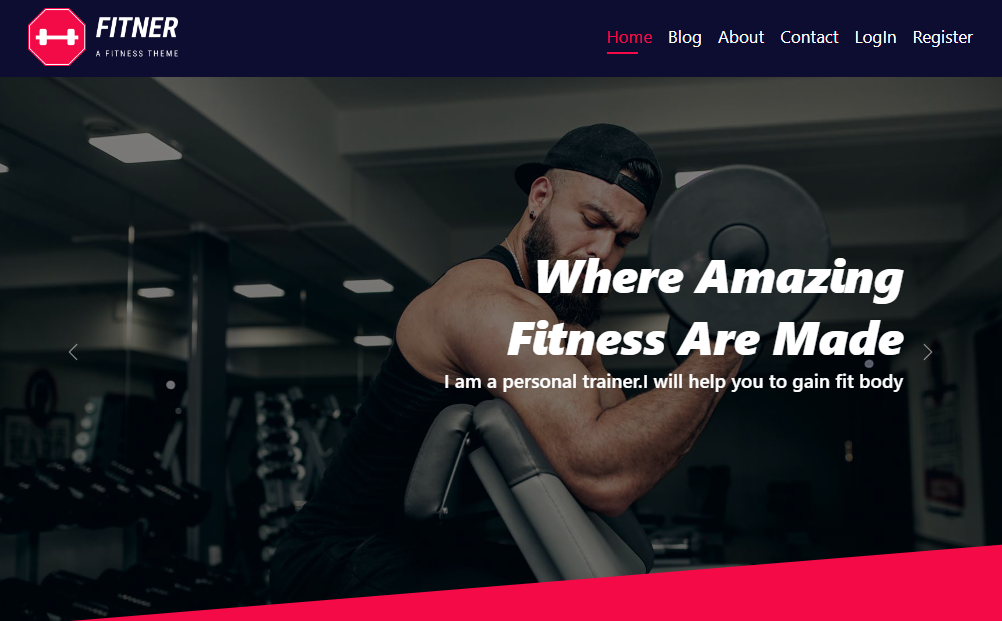 FITNER
A FITNESS THEME
Home Blog About Contact LogIn Register
Where Amazing
Fitness Are Made
I am a personal trainer.I will help you to gain fit body